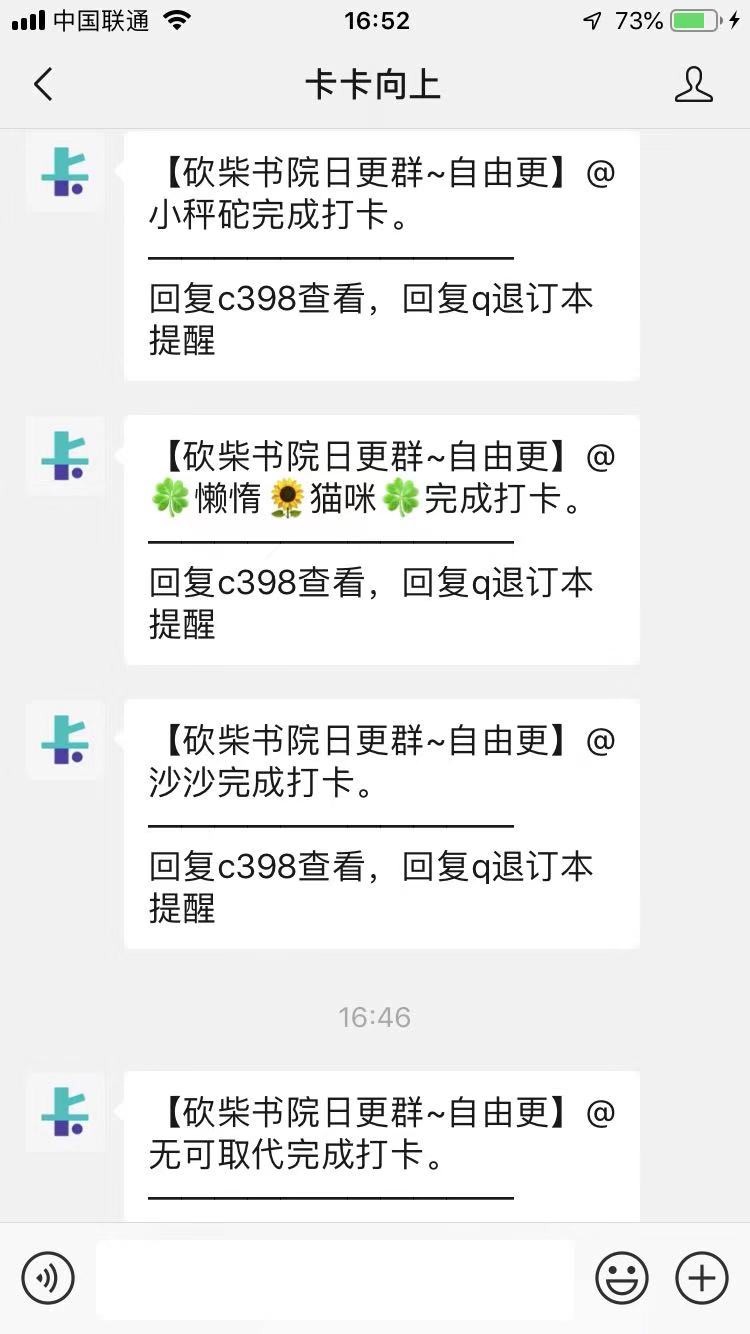 中国联通 16:52 73%
卡卡向上
【砍柴书院日更群~自由更】@
小秤砣完成打卡。
———————————
回复c398查看，回复q退订本
提醒
【砍柴书院日更群~自由更】@
🍀懒惰🌻猫咪🍀完成打卡。
———————————
回复c398查看，回复q退订本
提醒
【砍柴书院日更群~自由更】@
沙沙完成打卡。
———————————
回复c398查看，回复q退订本
提醒
16:46
【砍柴书院日更群~自由更】@
无可取代完成打卡。
———————————